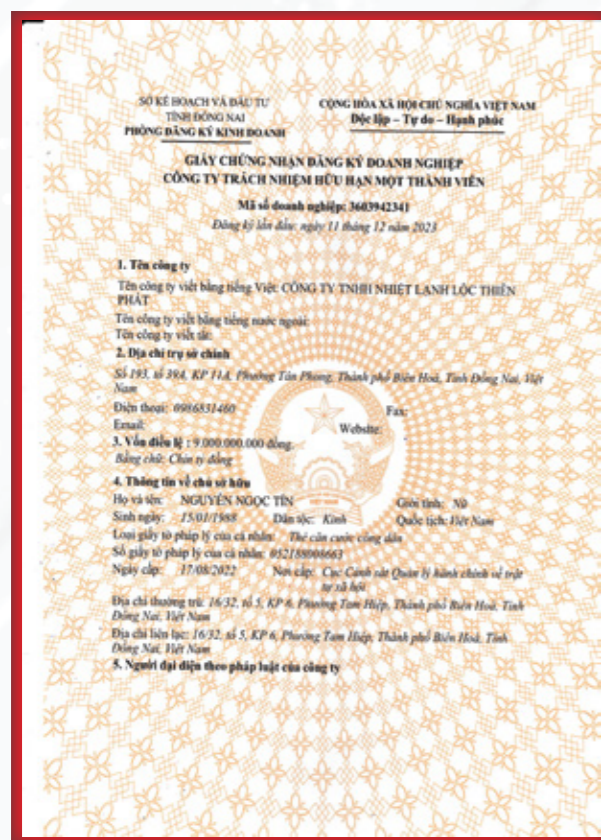 SỞ KẾ HOẠCH VÀ ĐẦU TƯ
TỈNH ĐỒNG NAI
PHÒNG ĐĂNG KÝ KINH DOANH
CỘNG HÒA XÃ HỘI CHỦ NGHĨA VIỆT NAM
Độc lập – Tự do – Hạnh phúc
GIẤY CHỨNG NHẬN ĐĂNG KÝ DOANH NGHIỆP
CÔNG TY TRÁCH NHIỆM HỮU HẠN MỘT THÀNH VIÊN
Mã số doanh nghiệp: 3603942341
Đăng ký lần đầu: ngày 11 tháng 12 năm 2023
1. Tên công ty
Tên công ty viết bằng tiếng Việt: CÔNG TY TNHH NHIỆT LẠNH LỘC THIÊN
PHÁT
Tên công ty viết bằng tiếng nước ngoài:
Tên công ty viết tắt:
2. Địa chỉ trụ sở chính
Số 193, tổ 39A, KP 11A, Phường Tân Phong, Thành phố Biên Hoà, Tỉnh Đồng Nai, Việt
Nam
Điện thoại: 0986831460 Fax:
Email: Website:
3. Vốn điều lệ : 9.000.000.000 đồng.
Bằng chữ: Chín tỷ đồng
4. Thông tin về chủ sở hữu
Họ và tên: NGUYỄN NGỌC TÍN Giới tính: Nữ
Sinh ngày: 15/01/1988 Dân tộc: Kinh Quốc tịch: Việt Nam
Loại giấy tờ pháp lý của cá nhân: Thẻ căn cước công dân
Số giấy tờ pháp lý của cá nhân: 052188008663
Ngày cấp: 17/08/2022 Nơi cấp: Cục Cảnh sát Quản lý hành chính về trật
tự xã hội
Địa chỉ thường trú: 16/32, tổ 5, KP 6, Phường Tam Hiệp, Thành phố Biên Hoà, Tỉnh
Đồng Nai, Việt Nam
Địa chỉ liên lạc: 16/32, tổ 5, KP 6, Phường Tam Hiệp, Thành phố Biên Hoà, Tỉnh
Đồng Nai, Việt Nam
5. Người đại diện theo pháp luật của công ty